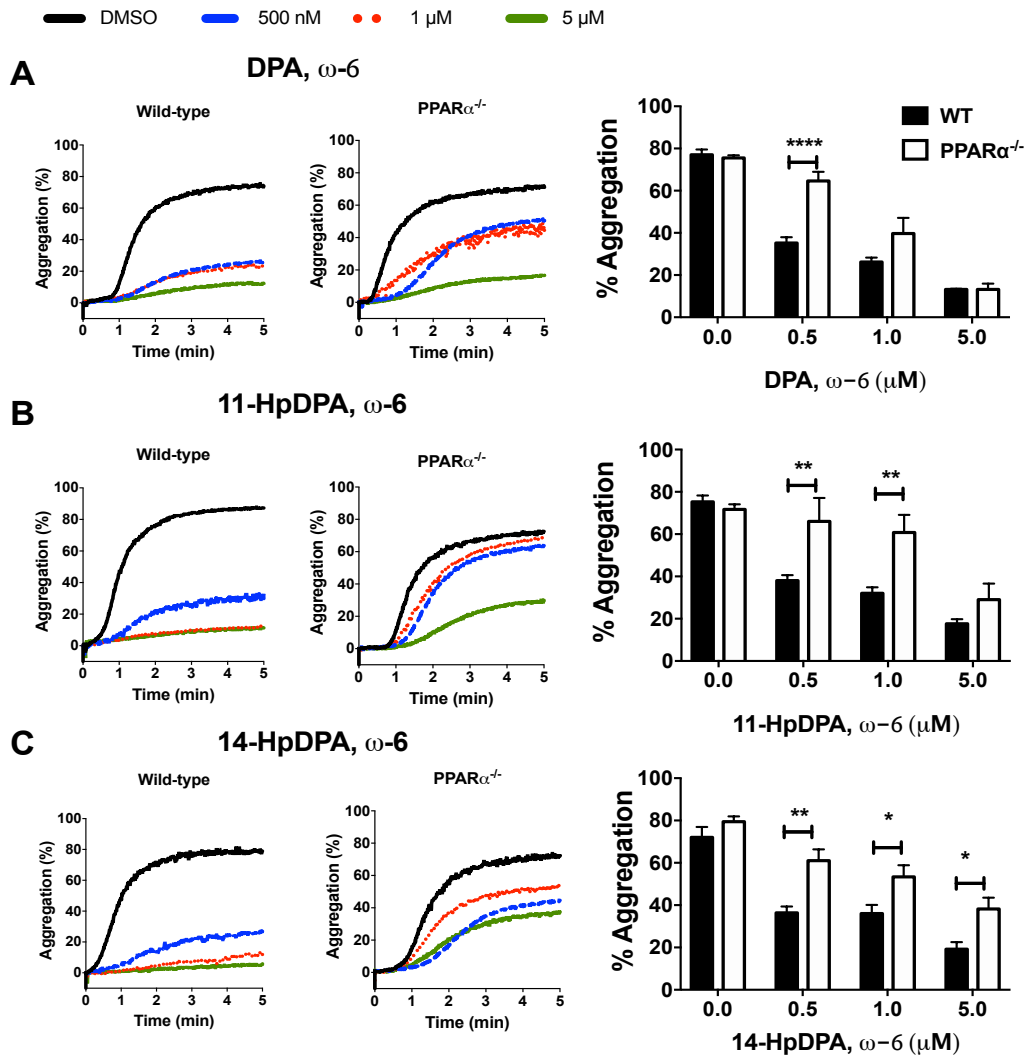 DMSO 500 nM 1 µM 5 µM
A DPA, ω-6
Wild-type
Aggregation (%)
100
80
60
40
20
0
0 1 2 3 4 5
Time (min)
PPARα-/-
Aggregation (%)
100
80
60
40
20
0
0 1 2 3 4 5
Time (min)
% Aggregation
100
80
60
40
20
0
****
WT
PPARα-/-
0.0 0.5 1.0 5.0
DPA, ω−6 (µM)
B 11-HpDPA, ω-6
Wild-type
Aggregation (%)
100
80
60
40
20
0
0 1 2 3 4 5
Time (min)
PPARα-/-
Aggregation (%)
100
80
60
40
20
0
0 1 2 3 4 5
Time (min)
% Aggregation
100
80
60
40
20
0
** **
0.0 0.5 1.0 5.0
11-HpDPA, ω−6 (µM)
C 14-HpDPA, ω-6
Wild-type
Aggregation (%)
100
80
60
40
20
0
0 1 2 3 4 5
Time (min)
PPARα-/-
Aggregation (%)
100
80
60
40
20
0
0 1 2 3 4 5
Time (min)
% Aggregation
100
80
60
40
20
0
** * *
0.0 0.5 1.0 5.0
14-HpDPA, ω−6 (µM)